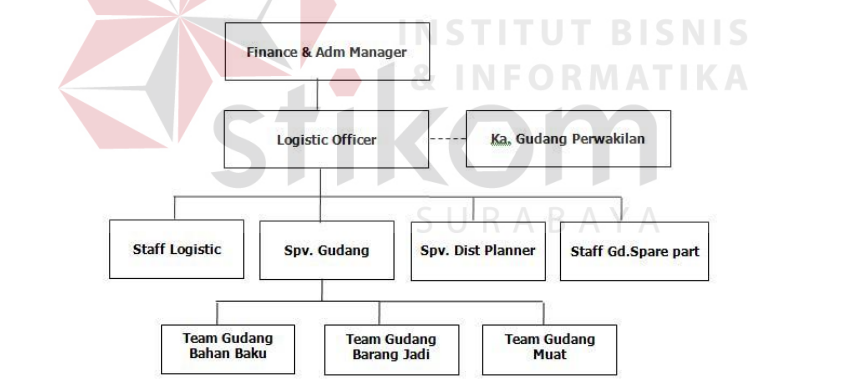 INSTITUT BISNIS
& INFORMATIKA
stikom
SURABAYA
Finance & Adm Manager
Logistic Officer
Ka. Gudang Perwakilan
Staff Logistic
Spv. Gudang
Spv. Dist Planner
Staff Gd.Spare part
Team Gudang
Bahan Baku
Team Gudang
Barang Jadi
Team Gudang
Muat